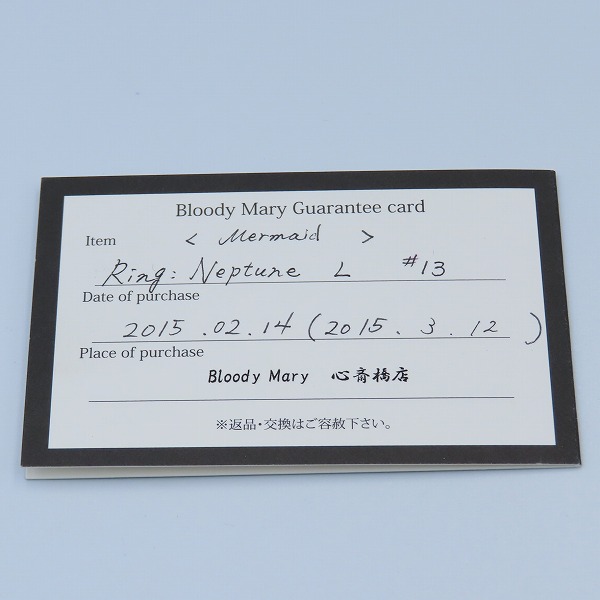 Bloody Mary Guarantee card
Item < Mermaid >
Ring: Neptune L #13
Date of purchase
2015.02.14 (2015.3.12)
Place of purchase
Bloody Mary 心斎橋店
※返品・交換はご容赦下さい。